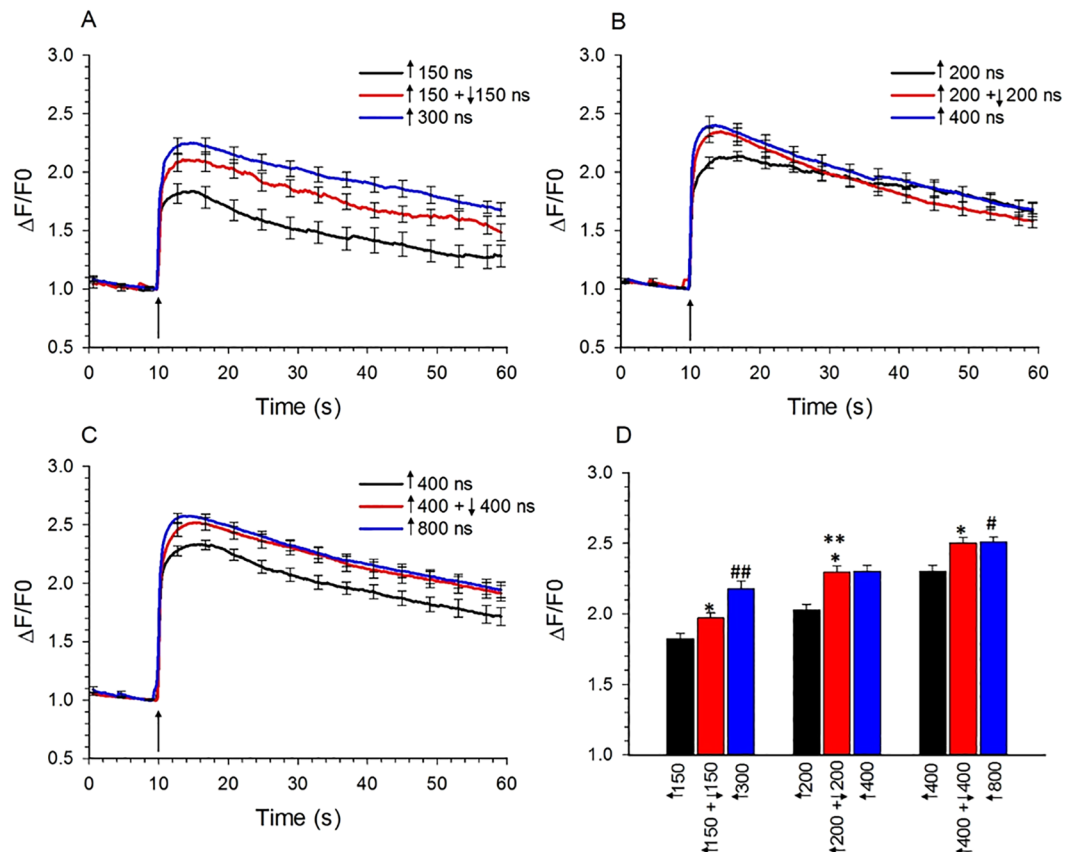 A
↑ 150 ns
↑ 150 + ↓ 150 ns
↑ 300 ns
3.0
2.5
2.0
1.5
1.0
0.5
ΔF/F0
0 10 20 30 40 50 60
Time (s)
B
↑ 200 ns
↑ 200 + ↓ 200 ns
↑ 400 ns
3.0
2.5
2.0
1.5
1.0
0.5
ΔF/F0
0 10 20 30 40 50 60
Time (s)
C
↑ 400 ns
↑ 400 + ↓ 400 ns
↑ 800 ns
3.0
2.5
2.0
1.5
1.0
0.5
ΔF/F0
0 10 20 30 40 50 60
Time (s)
D
3.0
2.5
2.0
1.5
1.0
ΔF/F0
*
##
**
*
*
#
↑150
↑150 + ↓150
↑300
↑200
↑200 + ↓200
↑400
↑400
↑400 + ↓400
↑800